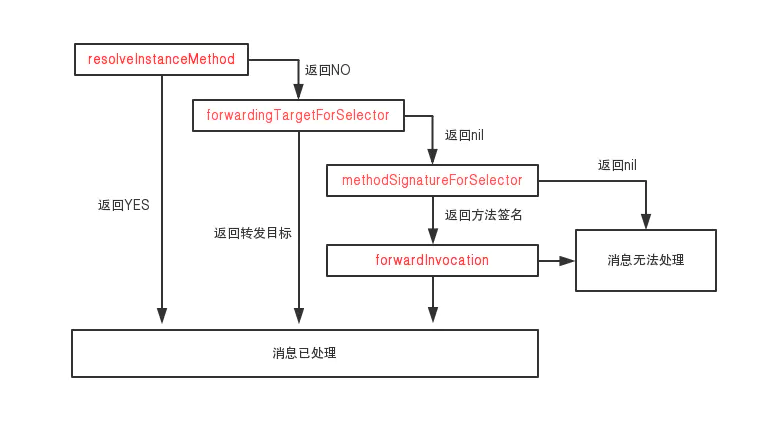 resolveInstanceMethod
返回NO
forwardingTargetForSelector
返回nil
返回nil
methodSignatureForSelector
返回YES
返回方法签名
返回转发目标
forwardInvocation
消息无法处理
消息已处理